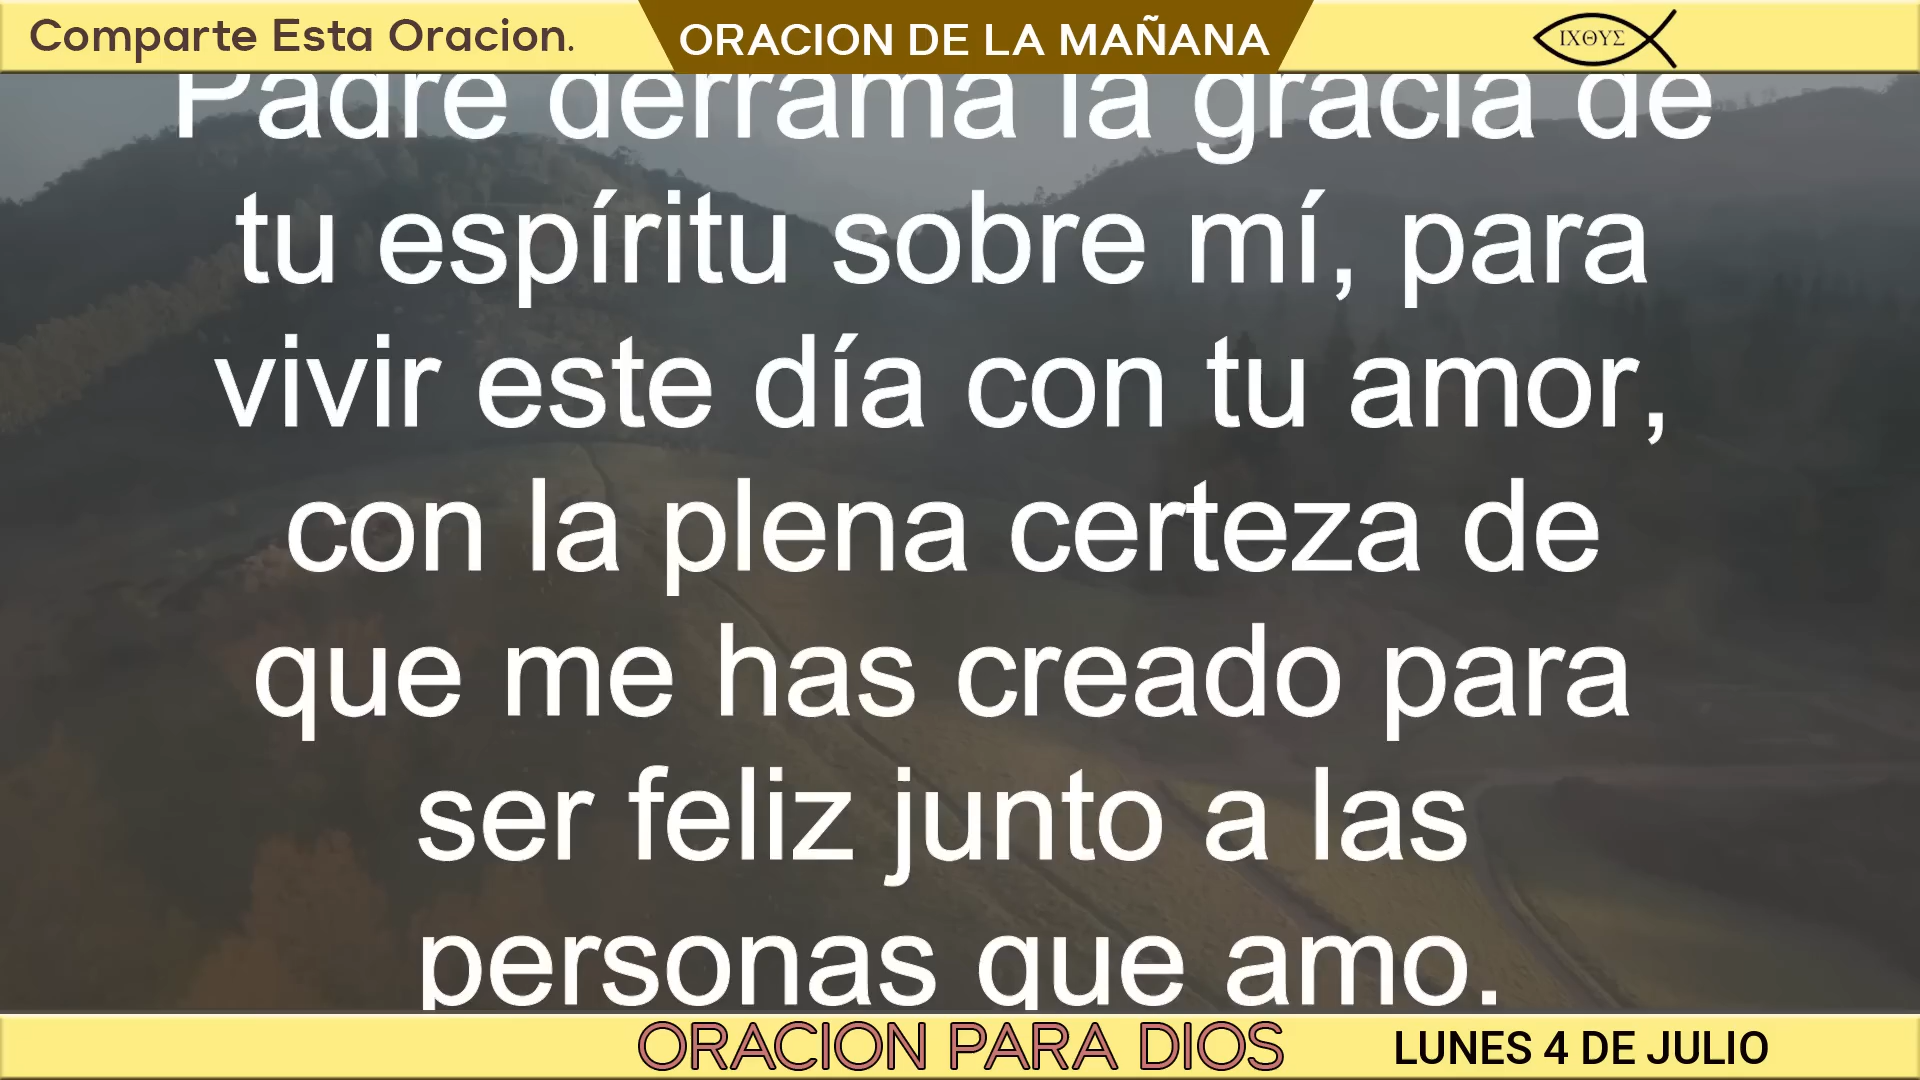 Comparte Esta Oracion.
ORACION DE LA MAÑANA
ΙΧΘΥΣ
Padre derrama la gracia de
tu espíritu sobre mí, para
vivir este día con tu amor,
con la plena certeza de
que me has creado para
ser feliz junto a las
personas que amo.
ORACION PARA DIOS
LUNES 4 DE JULIO